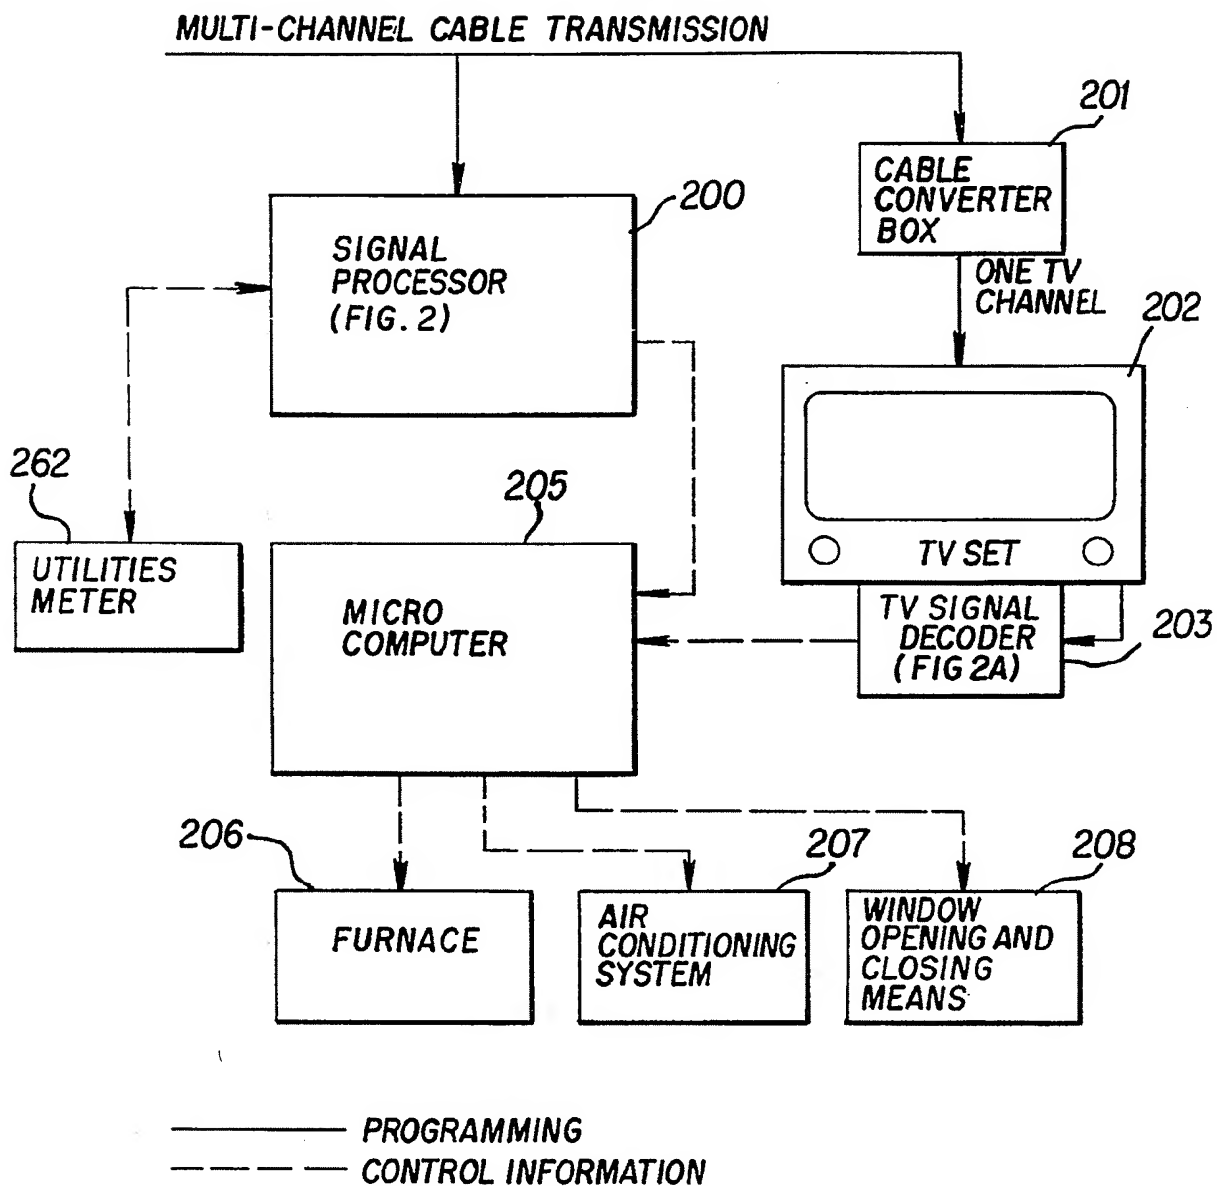 MULTI-CHANNEL CABLE TRANSMISSION
201
CABLE
CONVERTER
BOX
200
SIGNAL
PROCESSOR
(FIG. 2)
ONE TV
CHANNEL
202
TV SET
262
UTILITIES
METER
205
MICRO
COMPUTER
TV SIGNAL
DECODER
(FIG 2A)
203
206
FURNACE
207
AIR
CONDITIONING
SYSTEM
208
WINDOW
OPENING AND
CLOSING
MEANS
PROGRAMMING
CONTROL INFORMATION